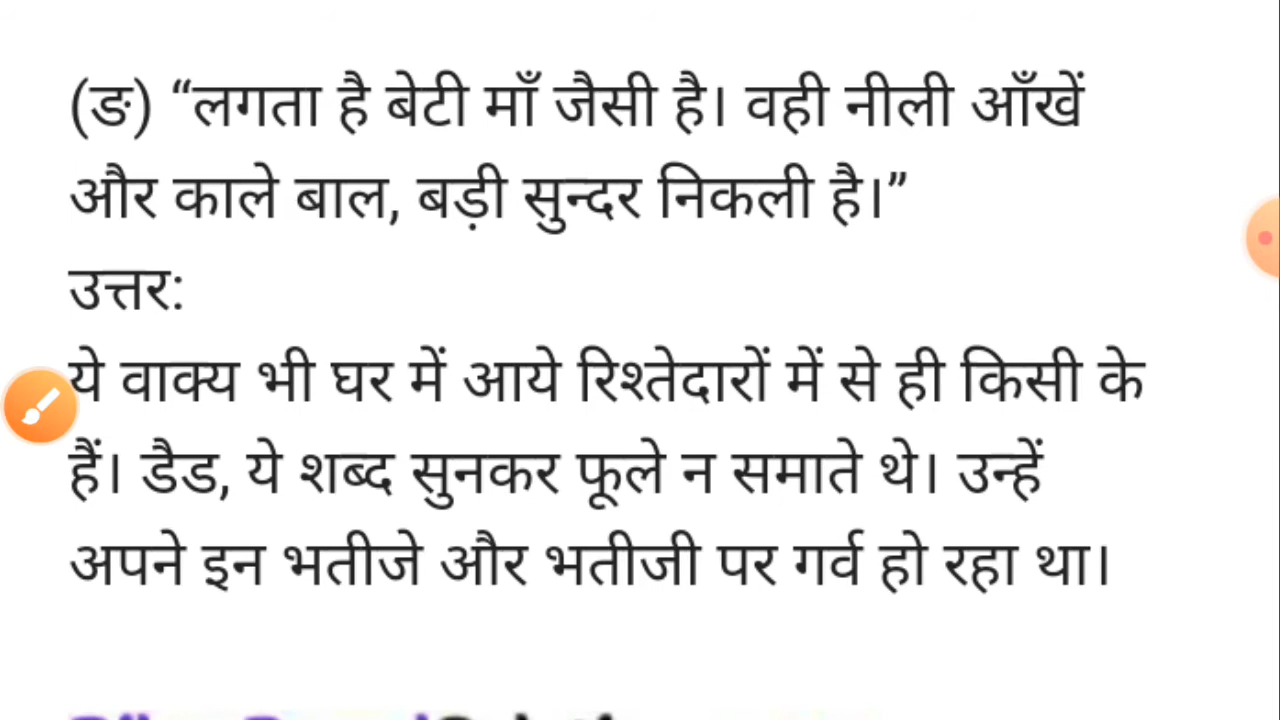 (ङ) “लगता है बेटी माँ जैसी है। वही नीली आँखें
और काले बाल, बड़ी सुन्दर निकली है।”
उत्तर:
ये वाक्य भी घर में आये रिश्तेदारों में से ही किसी के
हैं। डैड, ये शब्द सुनकर फूले न समाते थे। उन्हें
अपने इन भतीजे और भतीजी पर गर्व हो रहा था।